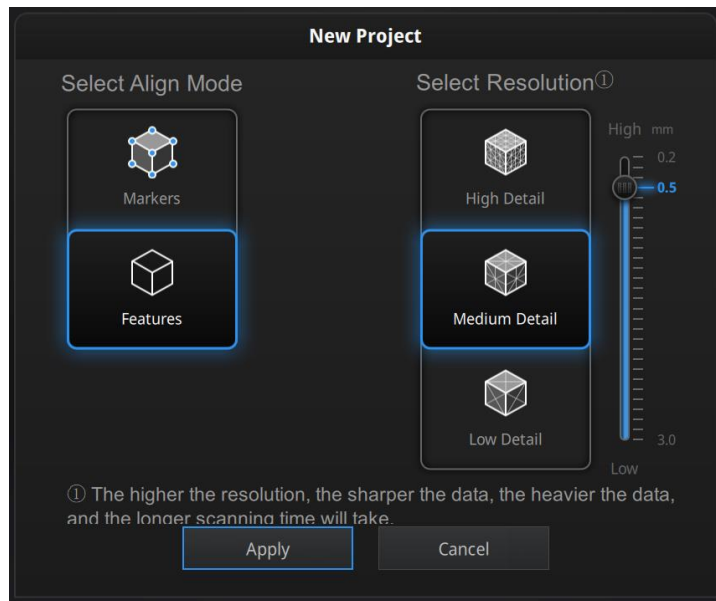 New Project
Select Align Mode
Select Resolution①
Markers
Features
High Detail
Medium Detail
Low Detail
High mm
0.2
0.5
3.0
Low
① The higher the resolution, the sharper the data, the heavier the data,
and the longer scanning time will take.
Apply
Cancel